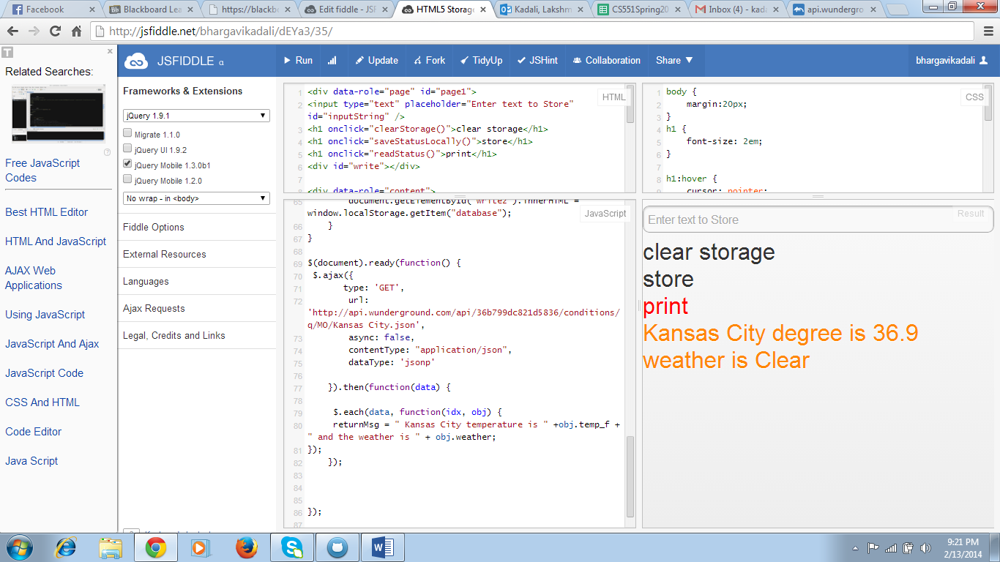 Facebook
Blackboard Lea
https://blackb
Edit fiddle - JSF
HTML5 Storage
Kadali, Lakshm
CS551Spring20
Inbox (4) - kada
api.wundergro
http://jsfiddle.net/bhargavikadali/dEYa3/35/
T
Related Searches:
Free JavaScript
Codes
Best HTML Editor
HTML And JavaScript
AJAX Web
Applications
Using JavaScript
JavaScript And Ajax
JavaScript Code
CSS And HTML
Code Editor
Java Script
JSFIDDLE α
Run
Update
Fork
TidyUp
JSHint
Collaboration
Share
bhargavikadali
Frameworks & Extensions
jQuery 1.9.1
Migrate 1.1.0
jQuery UI 1.9.2
jQuery Mobile 1.3.0b1
jQuery Mobile 1.2.0
No wrap - in <body>
Fiddle Options
External Resources
Languages
Ajax Requests
Legal, Credits and Links
HTML
1 <div data-role="page" id="page1">
2 <input type="text" placeholder="Enter text to Store"
id="inputString" />
3 <h1 onclick="clearStorage()">clear storage</h1>
4 <h1 onclick="saveStatusLocally()">store</h1>
5 <h1 onclick="readStatus()">print</h1>
6 <div id="write"></div>
7
8 <div data-role="content">
CSS
1 body {
2 margin:20px;
3 }
4 h1 {
5 font-size: 2em;
6 }
7
8 h1:hover {
9 cursor: pointer;
JavaScript
65 document.getElementById("write2").innerHTML =
window.localStorage.getItem("database");
66 }
67 }
68
69 $(document).ready(function() {
70 $.ajax({
71 type: 'GET',
72 url:
'http://api.wunderground.com/api/36b799dc821d5836/conditions/
q/MO/Kansas City.json',
73 async: false,
74 contentType: "application/json",
75 dataType: 'jsonp'
76
77 }).then(function(data) {
78
79 $.each(data, function(idx, obj) {
80 returnMsg = " Kansas City temperature is " +obj.temp_f +
" and the weather is " + obj.weather;
81 });
82 });
83
84
85
86 });
87
Enter text to Store
Result
clear storage
store
print
Kansas City degree is 36.9
weather is Clear
9:21 PM
2/13/2014